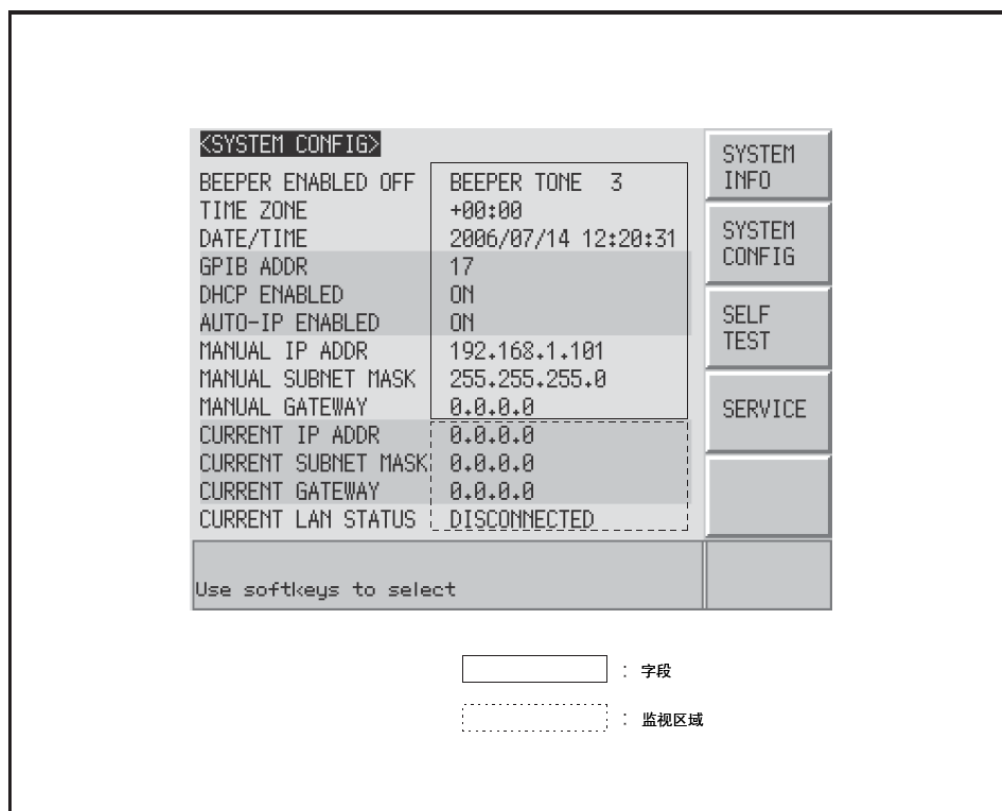 <SYSTEM CONFIG>
BEEPER ENABLED OFF BEEPER TONE 3
TIME ZONE +00:00
DATE/TIME 2006/07/14 12:20:31
GPIB ADDR 17
DHCP ENABLED ON
AUTO-IP ENABLED ON
MANUAL IP ADDR 192.168.1.101
MANUAL SUBNET MASK 255.255.255.0
MANUAL GATEWAY 0.0.0.0
CURRENT IP ADDR 0.0.0.0
CURRENT SUBNET MASK 0.0.0.0
CURRENT GATEWAY 0.0.0.0
CURRENT LAN STATUS DISCONNECTED
Use softkeys to select
SYSTEM
INFO
SYSTEM
CONFIG
SELF
TEST
SERVICE
: 字段
: 监视区域